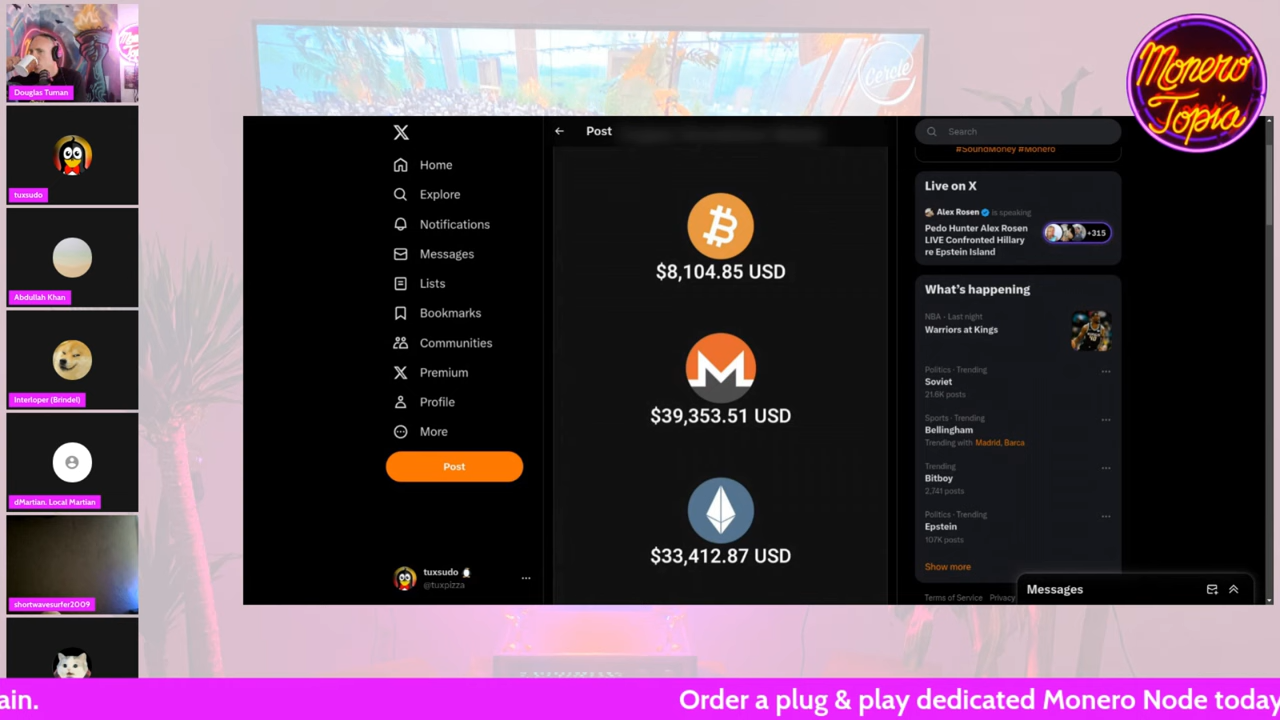 Douglas Tuman
tuxsudo
Abdullah Khan
Interloper (Brindel)
dMartian. Local Martian
shortwavesurfer2009
Cercle
Monero
Topia
Home
Explore
Notifications
Messages
Lists
Bookmarks
Communities
Premium
Profile
More
Post
tuxsudo
@tuxpizza
Post
$8,104.85 USD
$39,353.51 USD
$33,412.87 USD
Search
#SoundMoney #Monero
Live on X
Alex Rosen is speaking
Pedo Hunter Alex Rosen
LIVE Confronted Hillary
re Epstein Island
+315
What's happening
NBA · Last night
Warriors at Kings
Politics · Trending
Soviet
21.6K posts
Sports · Trending
Bellingham
Trending with Madrid, Barca
Trending
Bitboy
2,741 posts
Politics · Trending
Epstein
107K posts
Show more
Terms of Service Privacy
Messages
ain.
Order a plug & play dedicated Monero Node today